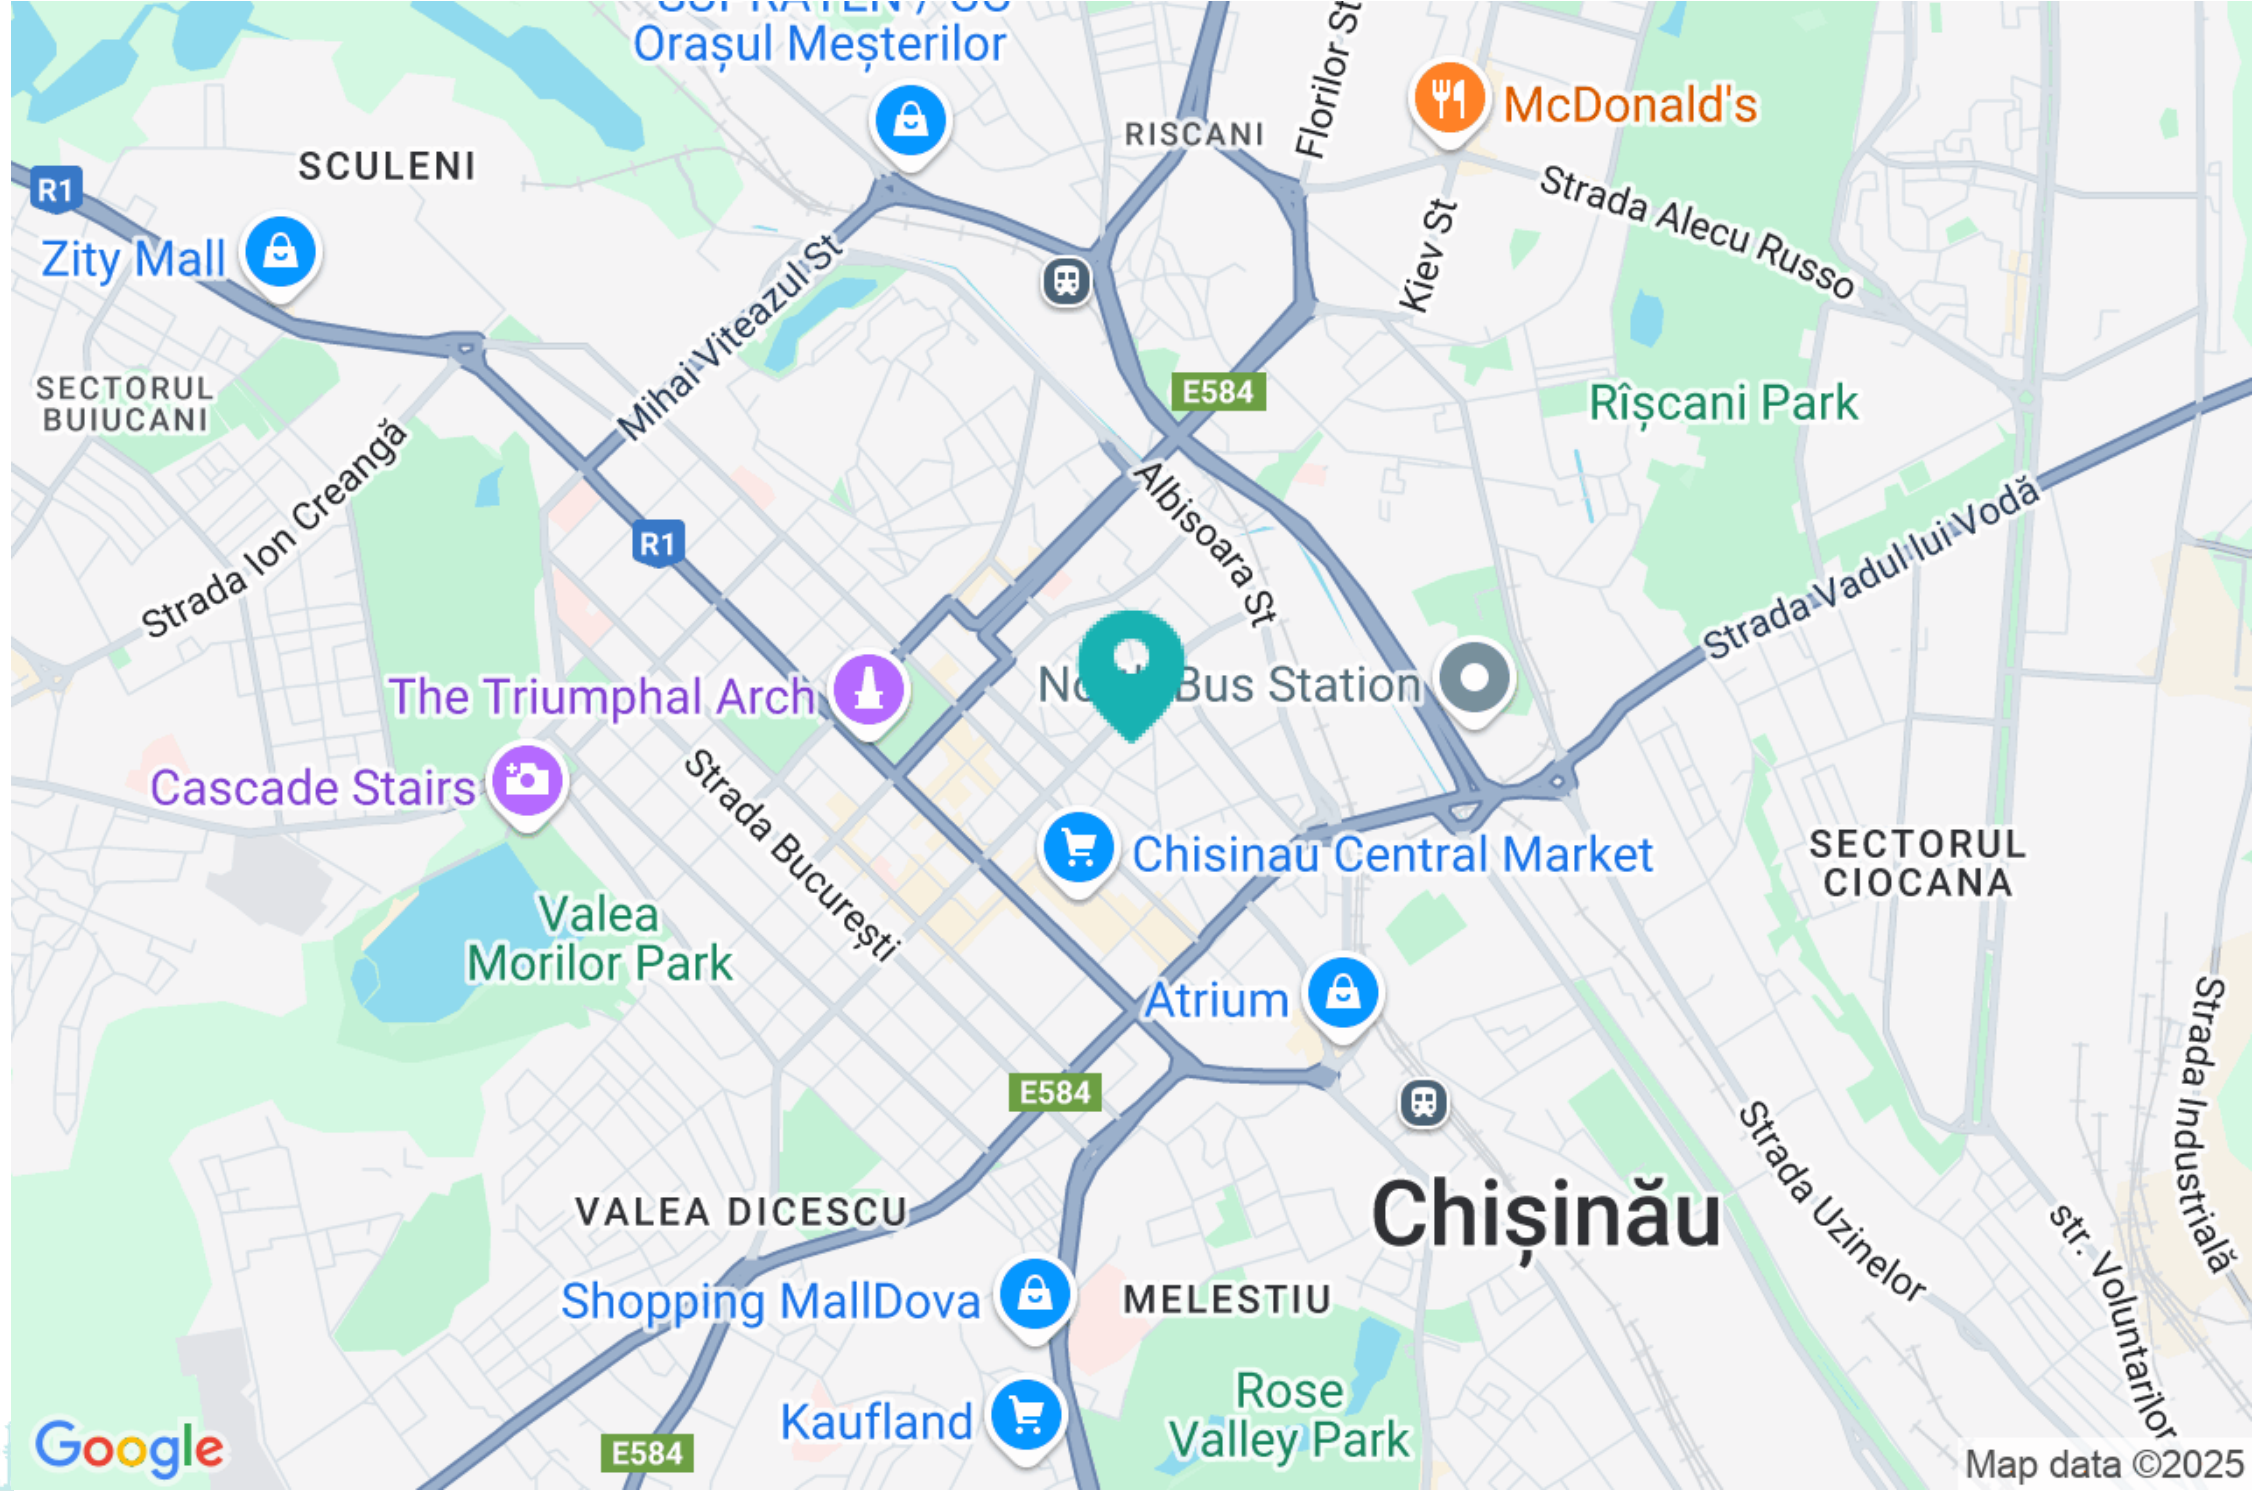 Orașul Meșterilor
Florilor St
McDonald's
RISCANI
SCULENI
R1
Zity Mall
Strada Alecu Russo
Kiev St
Mihai Viteazul St
SECTORUL
BUIUCANI
E584
Rîșcani Park
Strada Ion Creangă
R1
Albisoara St
Strada Vadul lui Vodă
The Triumphal Arch
Bus Station
Cascade Stairs
Strada București
Chisinau Central Market
SECTORUL
CIOCANA
Valea
Morilor Park
Atrium
E584
Strada Industrială
Strada Uzinelor
VALEA DICESCU
Chișinău
str. Voluntarilor
Shopping MallDova
MELESTIU
Rose
Valley Park
Kaufland
E584
Google
Map data ©2025